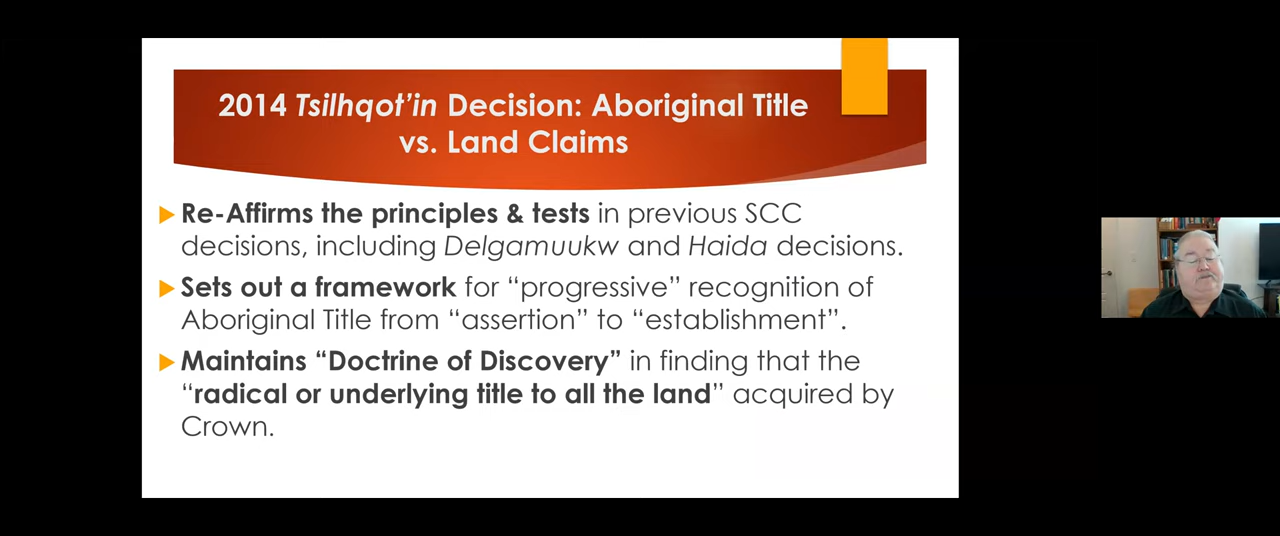 2014 Tsilhqot’in Decision: Aboriginal Title
vs. Land Claims
Re-Affirms the principles & tests in previous SCC
decisions, including Delgamuukw and Haida decisions.
Sets out a framework for “progressive” recognition of
Aboriginal Title from “assertion” to “establishment”.
Maintains “Doctrine of Discovery” in finding that the
“radical or underlying title to all the land” acquired by
Crown.